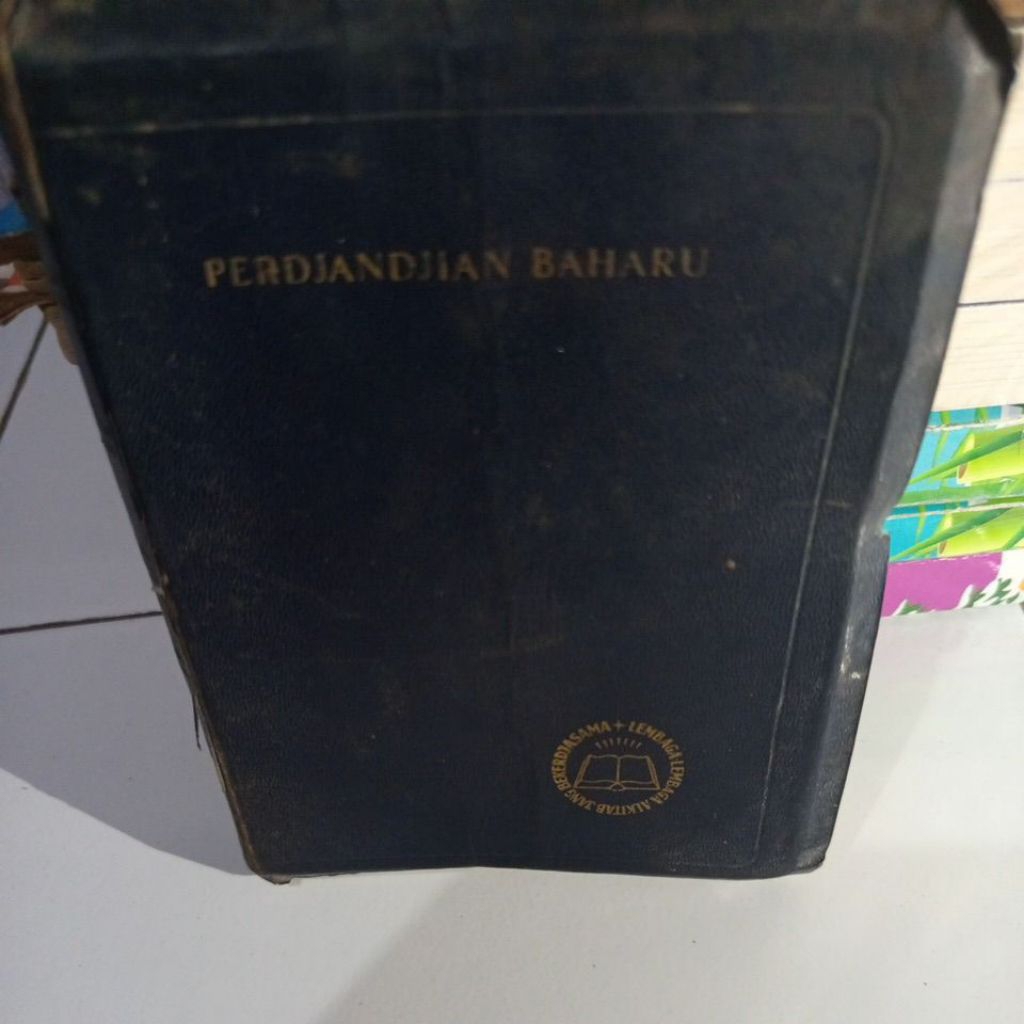 PERDJANDJIAN BAHARU
LEMBAGA-LEMBAGA ALKITAB JANG BEKERDJASAMA